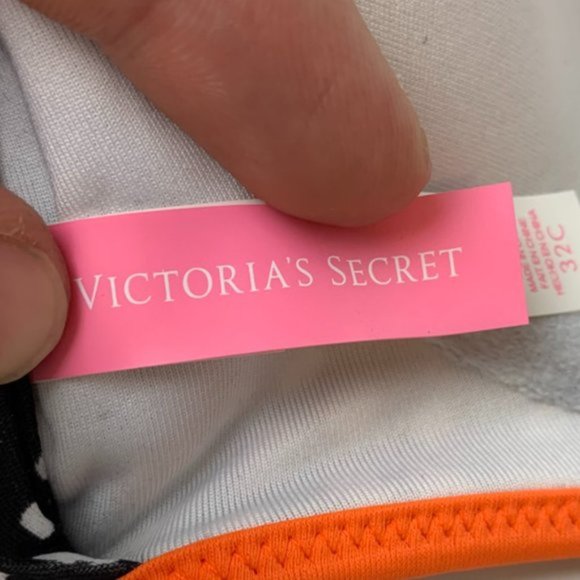 VICTORIA'S SECRET
32C
MADE IN CHINA
FAIT EN CHINE
HECHO EN CHINA